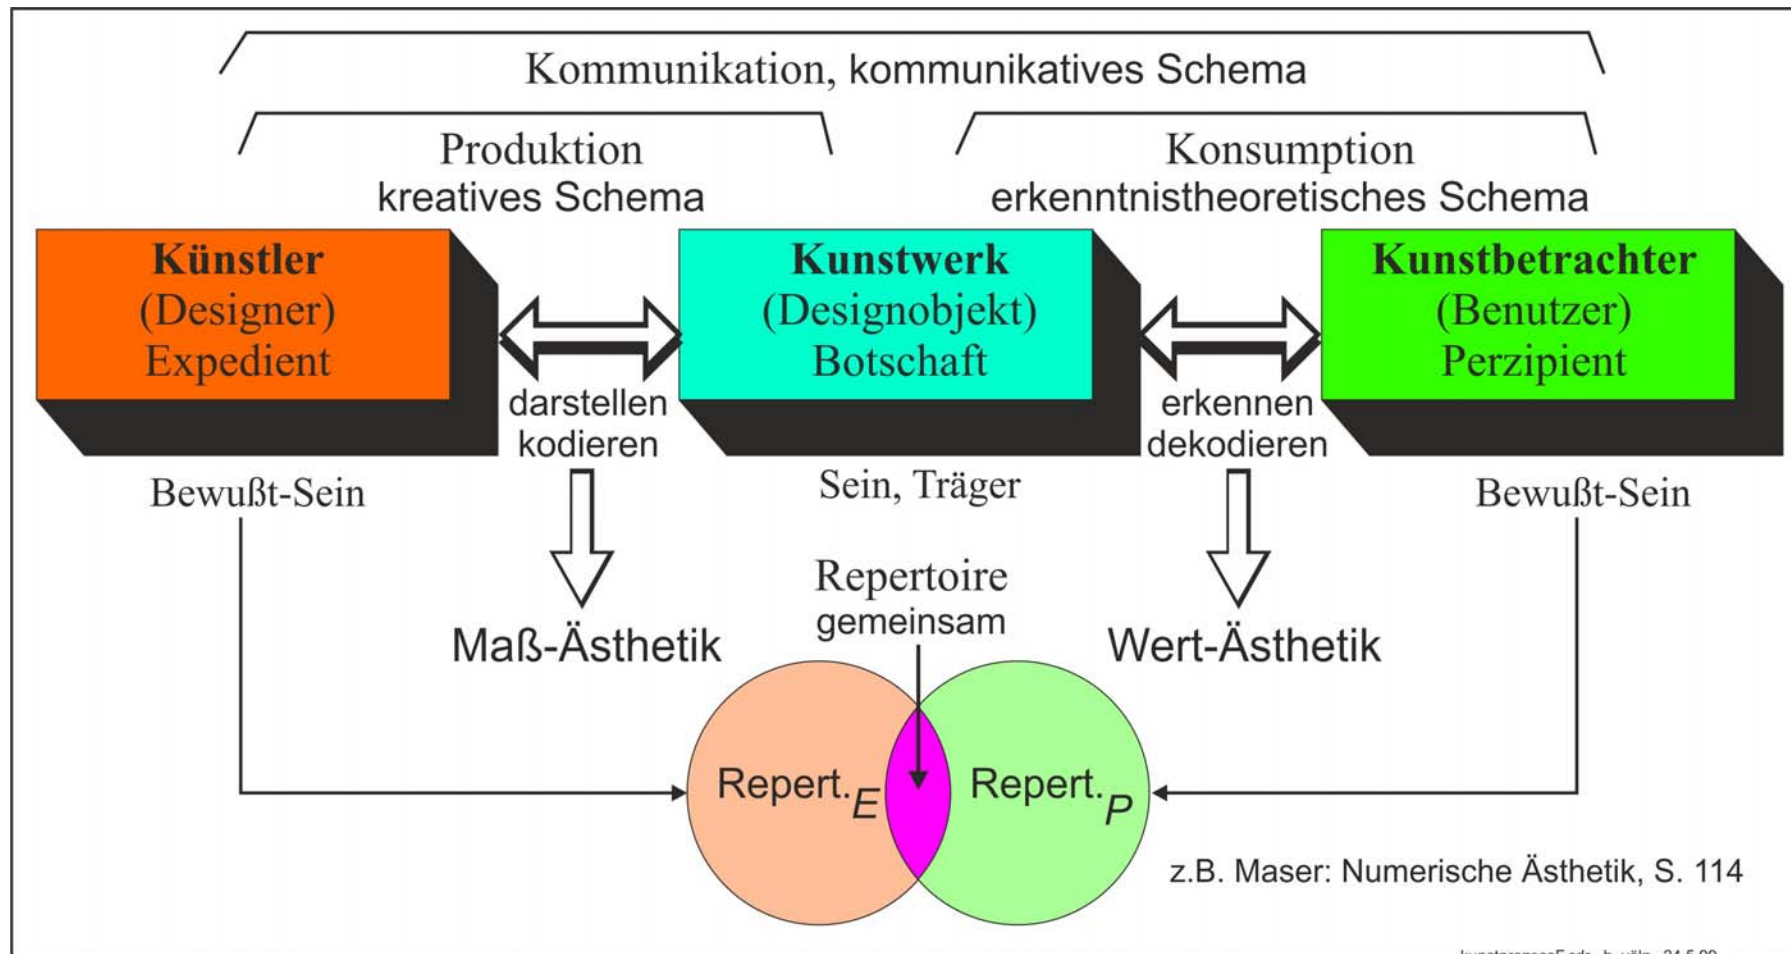 Kommunikation, kommunikatives Schema
Produktion
kreatives Schema
Konsumption
erkenntnistheoretisches Schema
Künstler
(Designer)
Expedient
Kunstwerk
(Designobjekt)
Botschaft
Kunstbetrachter
(Benutzer)
Perzipient
darstellen
kodieren
erkennen
dekodieren
Bewußt-Sein
Sein, Träger
Bewußt-Sein
Repertoire
gemeinsam
Maß-Ästhetik
Wert-Ästhetik
Repert.E
Repert.P
z.B. Maser: Numerische Ästhetik, S. 114